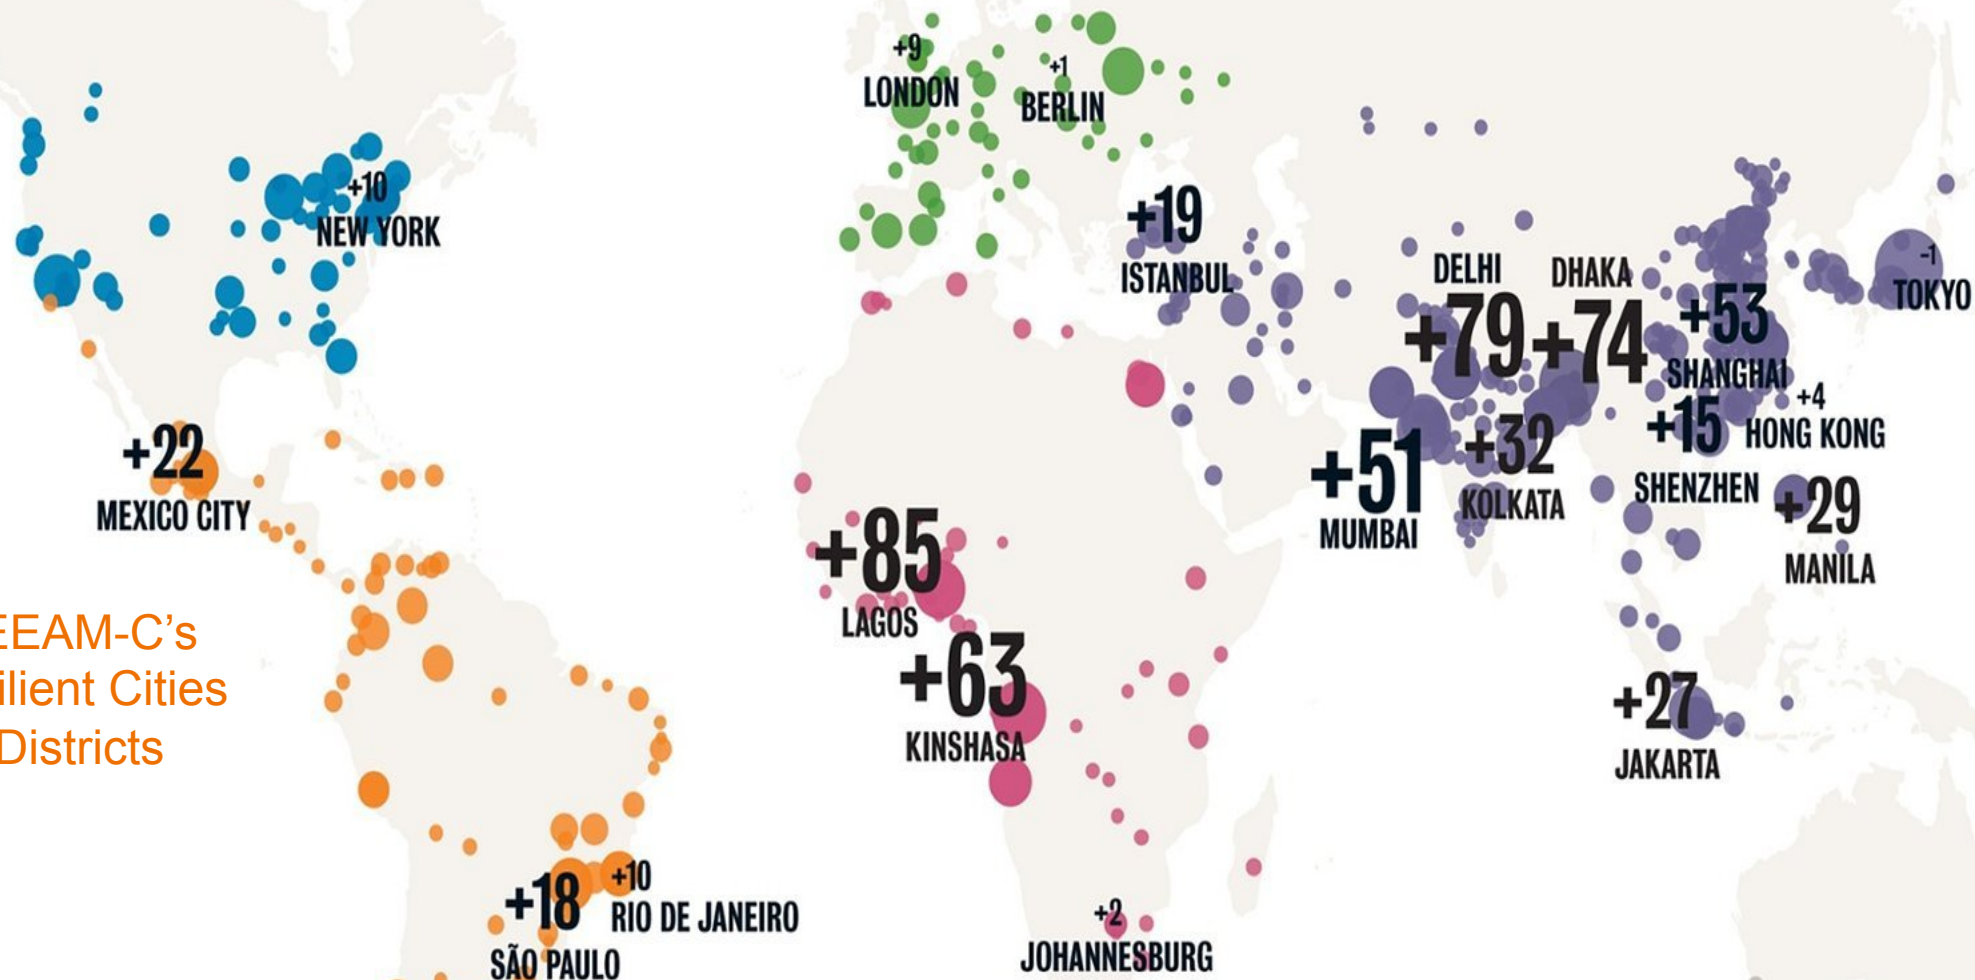 +9
LONDON
+1
BERLIN
+10
NEW YORK
+19
ISTANBUL
-1
TOKYO
DELHI
+79
DHAKA
+74
+53
SHANGHAI
+4
HONG KONG
+15
SHENZHEN
+22
MEXICO CITY
+51
MUMBAI
+32
KOLKATA
+29
MANILA
+85
LAGOS
+63
KINSHASA
EEAM-C’s
ilient Cities
Districts
+27
JAKARTA
+18
SÃO PAULO
+10
RIO DE JANEIRO
+2
JOHANNESBURG